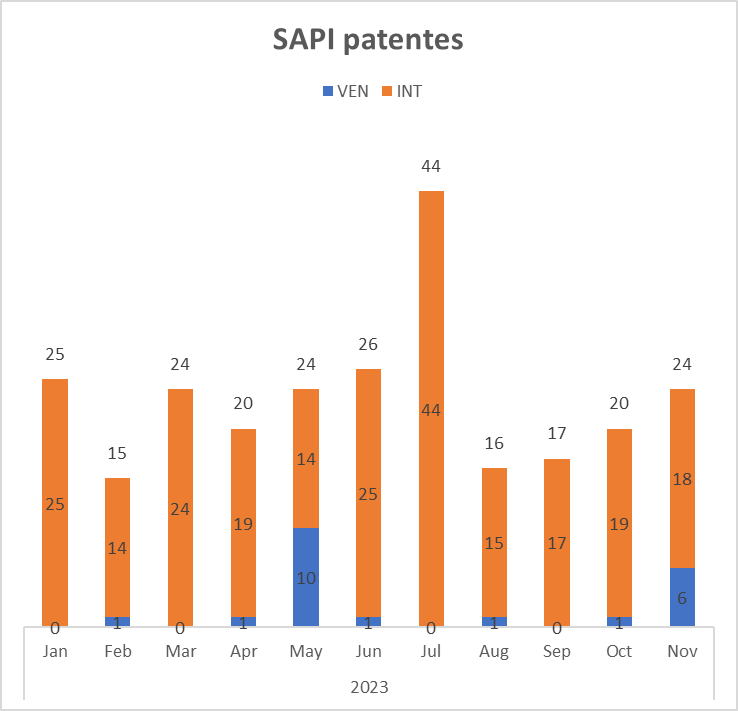 SAPI patentes
VEN INT
44
25 24 24 26 24
20 20
15 16 17
25 14 24 19 14 25 44 15 17 19 18
0 1 0 1 10 1 0 1 0 1 6
Jan Feb Mar Apr May Jun Jul Aug Sep Oct Nov
2023